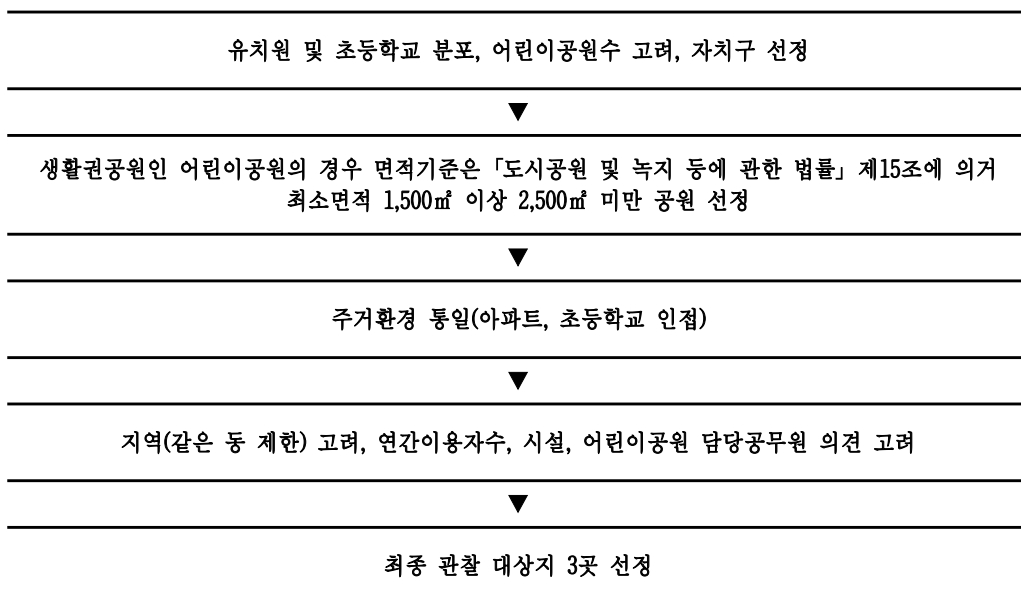 유치원 및 초등학교 분포, 어린이공원수 고려, 자치구 선정
▼
생활권공원인 어린이공원의 경우 면적기준은 「도시공원 및 녹지 등에 관한 법률」 제15조에 의거
최소면적 1,500㎡ 이상 2,500㎡ 미만 공원 선정
▼
주거환경 통일(아파트, 초등학교 인접)
▼
지역(같은 동 제한) 고려, 연간이용자수, 시설, 어린이공원 담당공무원 의견 고려
▼
최종 관찰 대상지 3곳 선정